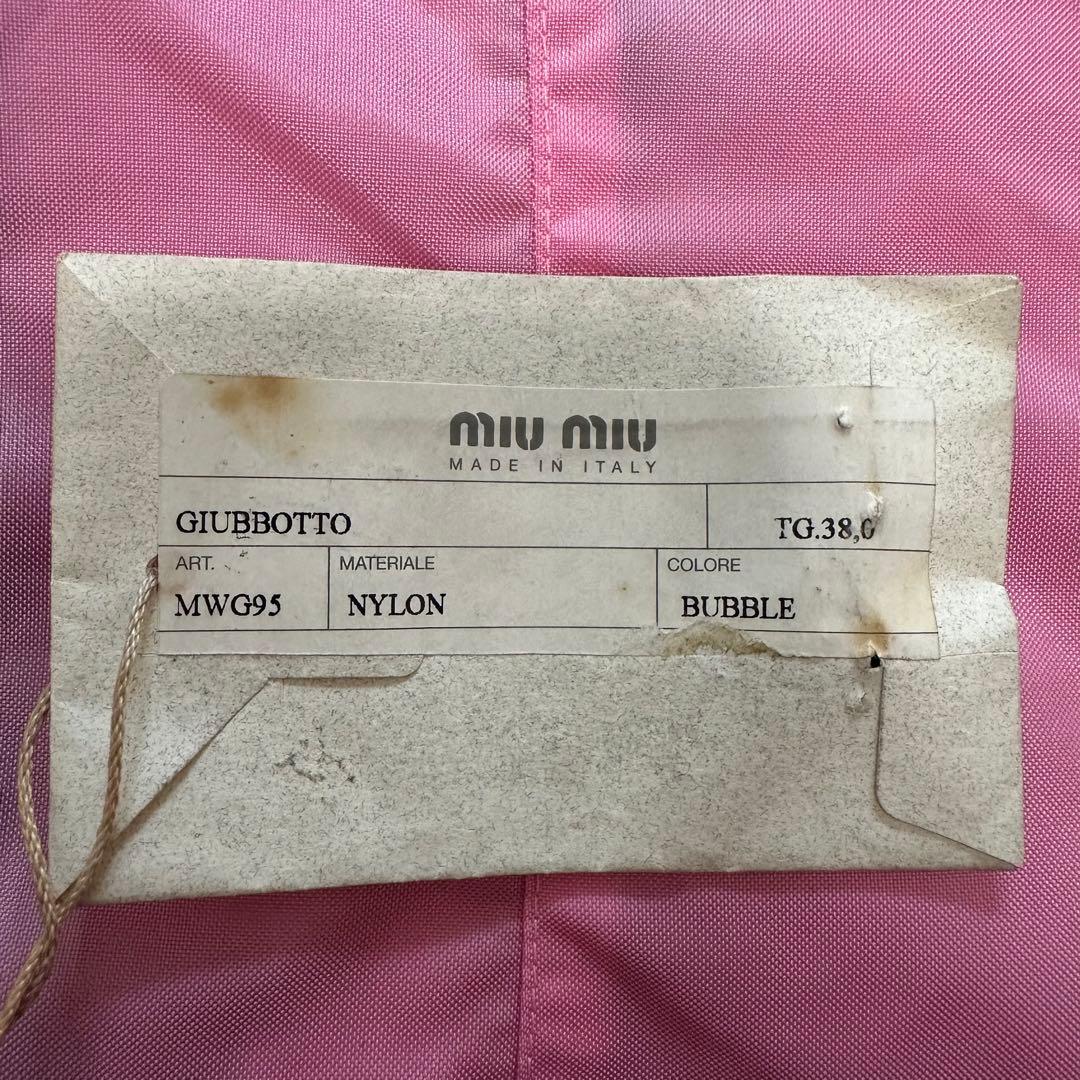 MIU MIU
MADE IN ITALY
GIUBBOTTO TG.38,0
ART. MATERIALE COLORE
MWG95 NYLON BUBBLE